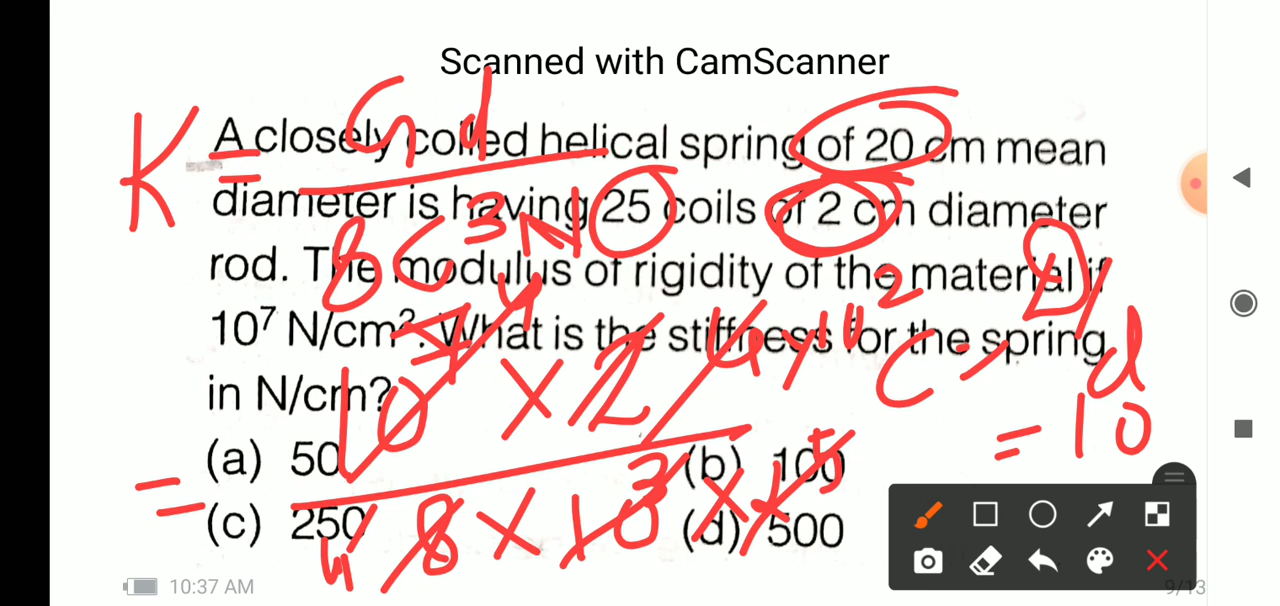 Scanned with CamScanner
K = Gd
A closely coiled helical spring of 20 cm mean
diameter is having 25 coils of 2 cm diameter
8C³N
rod. The modulus of rigidity of the material if
10⁷ N/cm². What is the stiffness for the spring
in N/cm?
C = D/d
= 10
(a) 50
(b) 100
(c) 250
(d) 500
10:37 AM
9/13